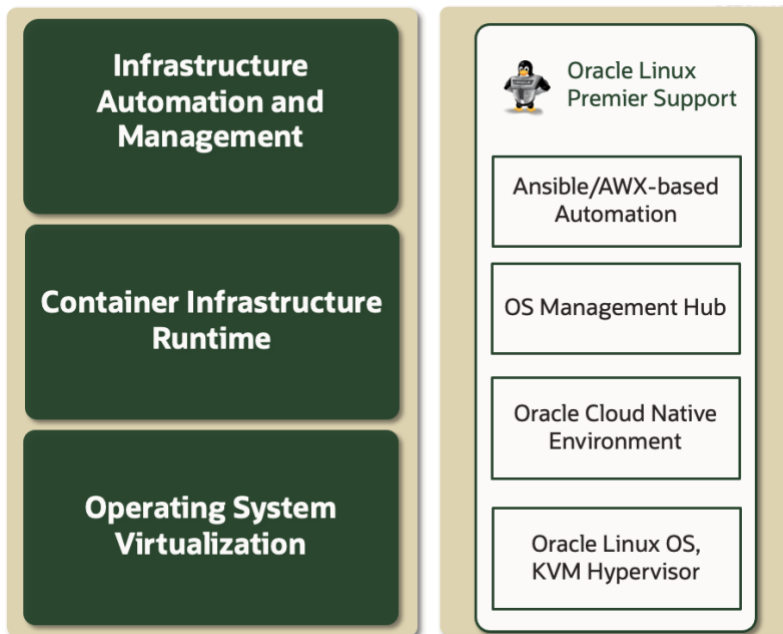 Infrastructure
Automation and
Management
Container Infrastructure
Runtime
Operating System
Virtualization
Oracle Linux
Premier Support
Ansible/AWX-based
Automation
OS Management Hub
Oracle Cloud Native
Environment
Oracle Linux OS,
KVM Hypervisor